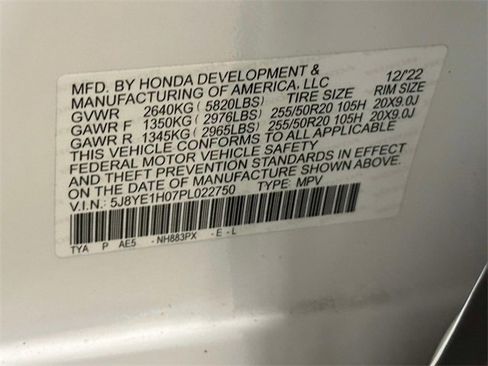 MFD. BY HONDA DEVELOPMENT & 12/'22
MANUFACTURING OF AMERICA, LLC RIM SIZE
GVWR 2640KG ( 5820LBS) TIRE SIZE 20X9.0J
GAWR F 1350KG ( 2976LBS) 255/50R20 105H 20X9.0J
GAWR R 1345KG ( 2965LBS) 255/50R20 105H
THIS VEHICLE CONFORMS TO ALL APPLICABLE
FEDERAL MOTOR VEHICLE SAFETY
AND THEFT PREVENTION STANDARDS IN EFFECT
ON THE DATE OF MANUFACTURE SHOWN ABOVE.
V.I.N.: 5J8YE1H07PL022750 TYPE: MPV
TYA P AE5 - NH883PX - E - L